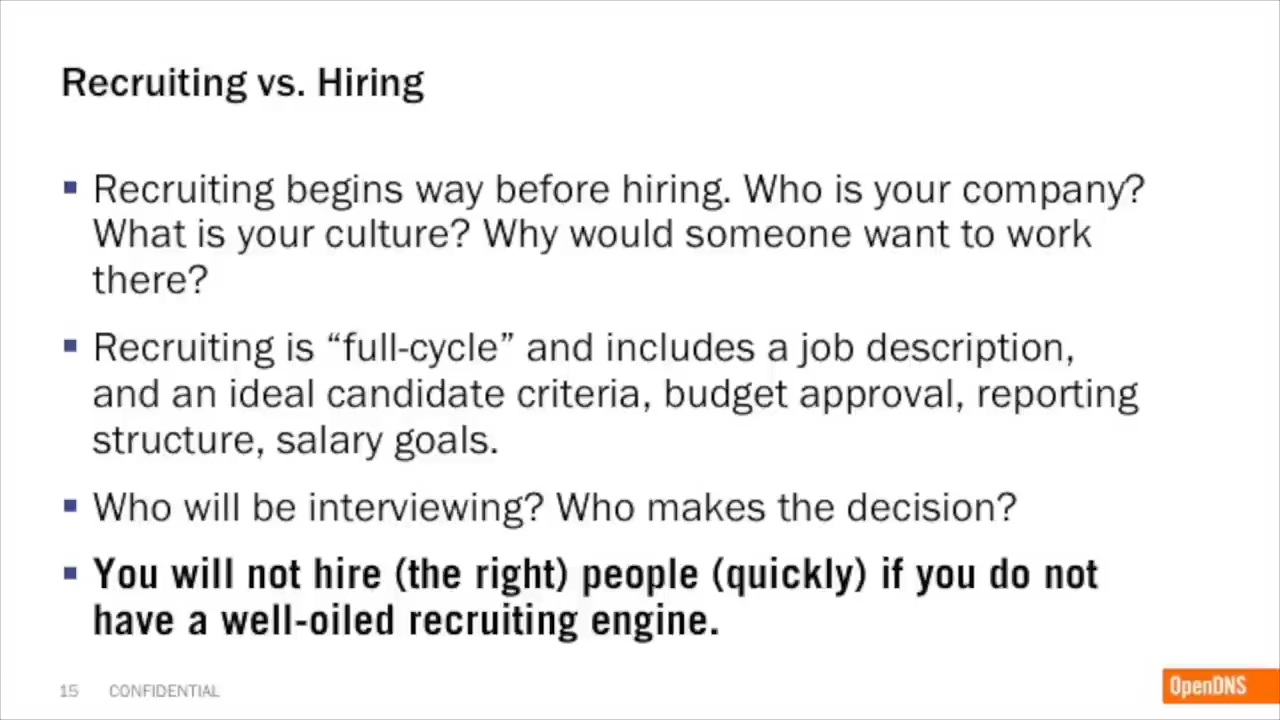 Recruiting vs. Hiring
▪ Recruiting begins way before hiring. Who is your company?
What is your culture? Why would someone want to work
there?
▪ Recruiting is “full-cycle” and includes a job description,
and an ideal candidate criteria, budget approval, reporting
structure, salary goals.
▪ Who will be interviewing? Who makes the decision?
▪ You will not hire (the right) people (quickly) if you do not
have a well-oiled recruiting engine.
15 CONFIDENTIAL
OpenDNS